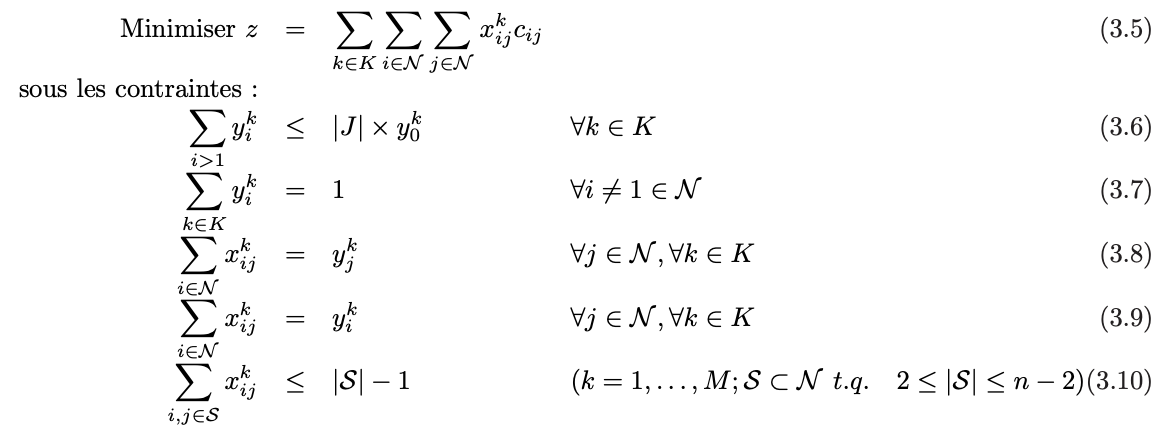 Minimiser z = ∑_{k∈K} ∑_{i∈𝒩} ∑_{j∈𝒩} x_{ij}^k c_{ij} (3.5)
sous les contraintes :
∑_{i>1} y_i^k ≤ |J| × y_0^k ∀k ∈ K (3.6)
∑_{k∈K} y_i^k = 1 ∀i ≠ 1 ∈ 𝒩 (3.7)
∑_{i∈𝒩} x_{ij}^k = y_j^k ∀j ∈ 𝒩, ∀k ∈ K (3.8)
∑_{i∈𝒩} x_{ij}^k = y_i^k ∀j ∈ 𝒩, ∀k ∈ K (3.9)
∑_{i,j∈𝒮} x_{ij}^k ≤ |𝒮| − 1 (k = 1, . . . , M; 𝒮 ⊂ 𝒩 t.q. 2 ≤ |𝒮| ≤ n − 2)(3.10)